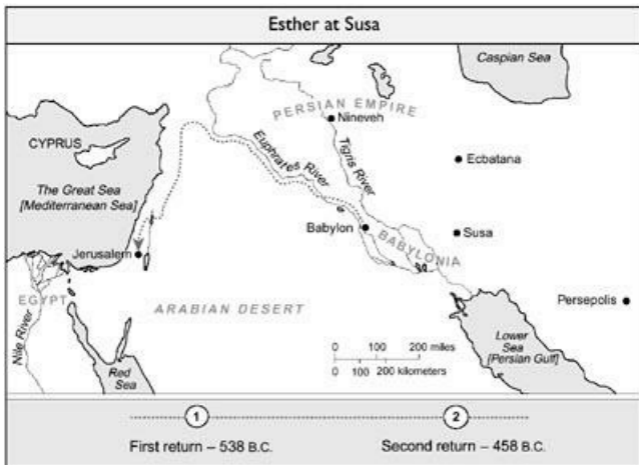 Esther at Susa
Caspian Sea
PERSIAN EMPIRE
Nineveh
CYPRUS
Euphrates River
Tigris River
Ecbatana
The Great Sea
[Mediterranean Sea]
Babylon
BABYLONIA
Susa
Jerusalem
EGYPT
ARABIAN DESERT
Persepolis
Nile River
Red
Sea
0 100 200 miles
0 100 200 kilometers
Lower
Sea
[Persian Gulf]
1
2
First return – 538 B.C.
Second return – 458 B.C.